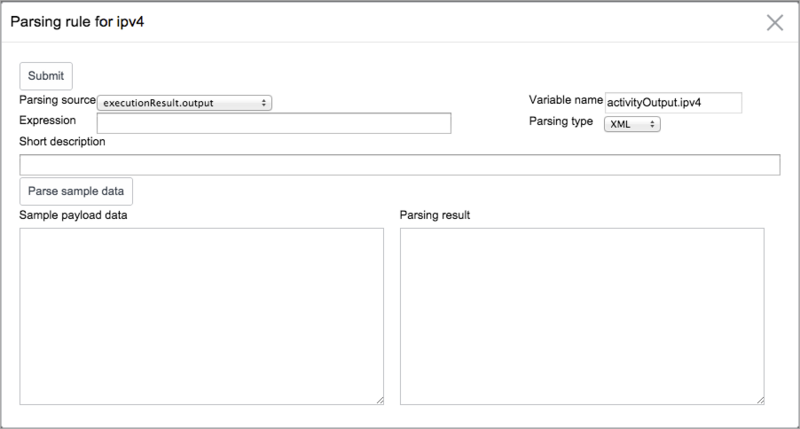 Parsing rule for ipv4
Submit
Parsing source executionResult.output Variable name activityOutput.ipv4
Expression Parsing type XML
Short description
Parse sample data
Sample payload data Parsing result